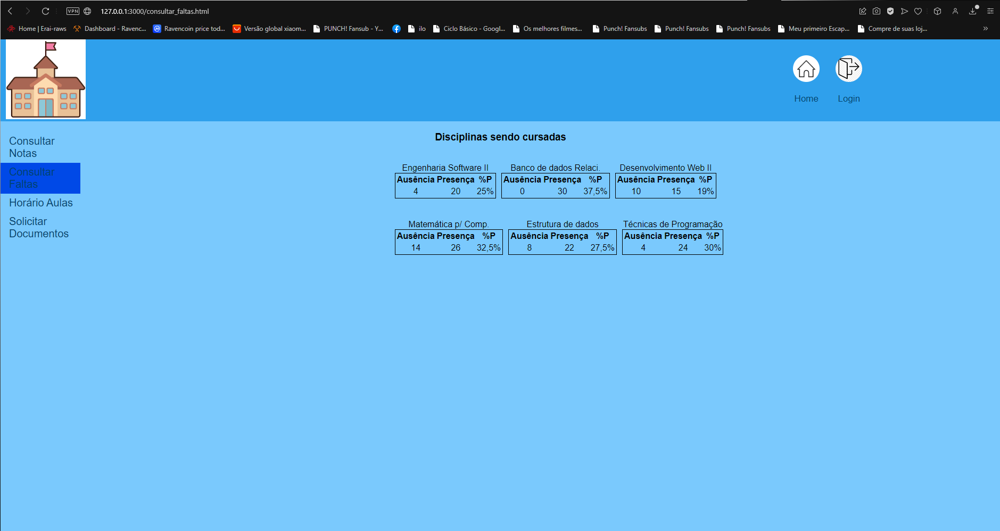 VPN 127.0.0.1:3000/consultar_faltas.html
Home | Erai-raws Dashboard - Ravenc... Ravencoin price tod... Versão global xiaom... PUNCH! Fansub - Y... ilo Ciclo Básico - Googl... Os melhores filmes... Punch! Fansubs Punch! Fansubs Punch! Fansubs Meu primeiro Escap... Compre de suas loj... »
Home Login
Consultar
Notas
Consultar
Faltas
Horário Aulas
Solicitar
Documentos
Disciplinas sendo cursadas
Engenharia Software II Banco de dados Relaci. Desenvolvimento Web II
Ausência Presença %P Ausência Presença %P Ausência Presença %P
4 20 25% 0 30 37,5% 10 15 19%
Matemática p/ Comp. Estrutura de dados Técnicas de Programação
Ausência Presença %P Ausência Presença %P Ausência Presença %P
14 26 32,5% 8 22 27,5% 4 24 30%